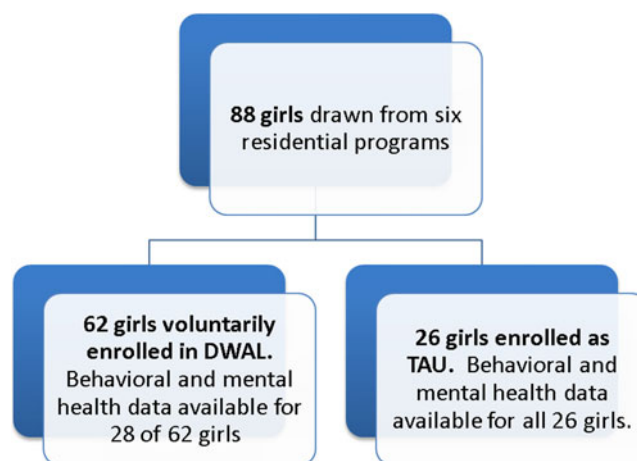 88 girls drawn from six
residential programs
62 girls voluntarily
enrolled in DWAL.
Behavioral and mental
health data available for
28 of 62 girls
26 girls enrolled as
TAU. Behavioral and
mental health data
available for all 26 girls.